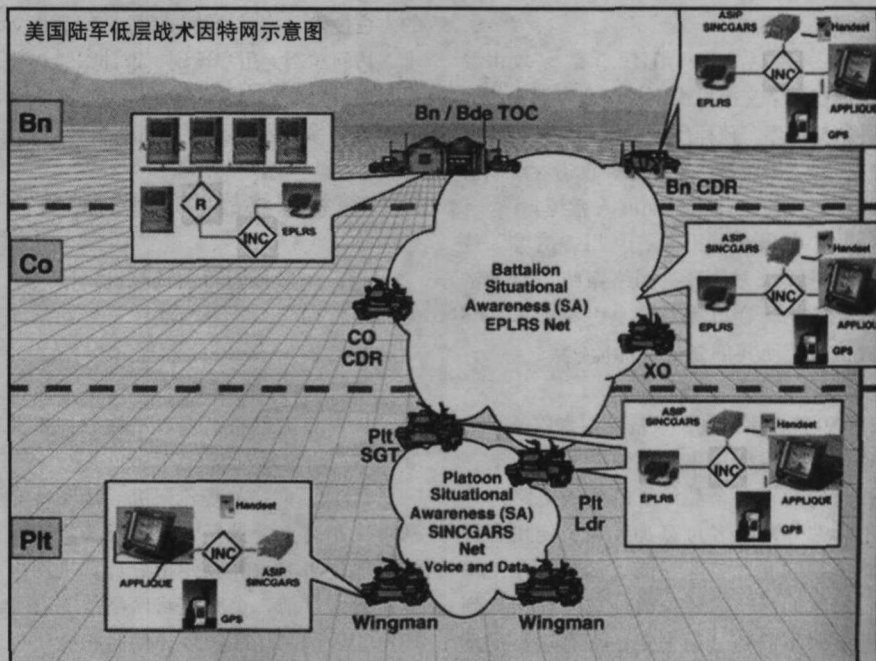 美国陆军低层战术因特网示意图
Bn
Bn / Bde TOC
R
INC
EPLRS
ASIP
SINCGARS
Handset
EPLRS
INC
APPLIQUE
GPS
Bn CDR
Co
Battalion
Situational
Awareness (SA)
EPLRS Net
CO
CDR
XO
ASIP
SINCGARS
Handset
EPLRS
INC
APPLIQUE
GPS
Plt
Plt
SGT
Platoon
Situational
Awareness (SA)
SINCGARS
Net
Voice and Data
Plt
Ldr
ASIP
SINCGARS
Handset
EPLRS
INC
APPLIQUE
GPS
Handset
INC
APPLIQUE
ASIP
SINCGARS
GPS
Wingman
Wingman